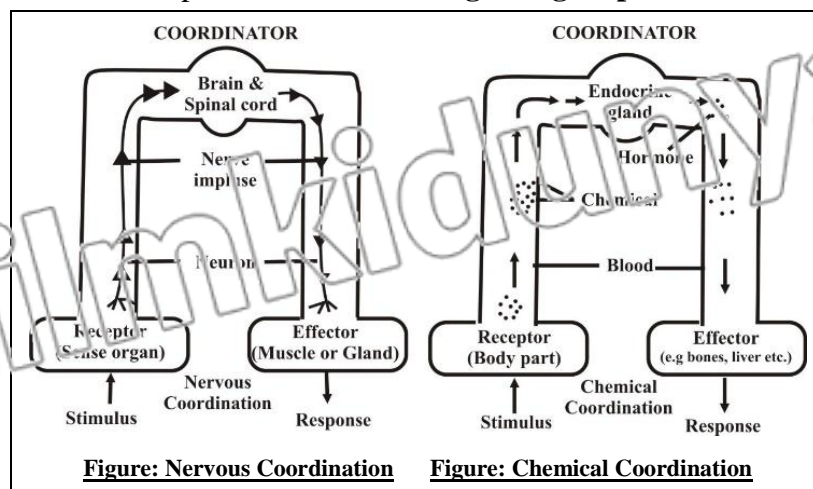 COORDINATOR
Brain &
Spinal cord
Nerve
impluse
Neuron
Receptor
(Sense organ)
Effector
(Muscle or Gland)
Nervous
Coordination
Stimulus
Response
Figure: Nervous Coordination
COORDINATOR
Endocrine
gland
Hormone
Chemical
Blood
Receptor
(Body part)
Effector
(e.g bones, liver etc.)
Chemical
Coordination
Stimulus
Response
Figure: Chemical Coordination